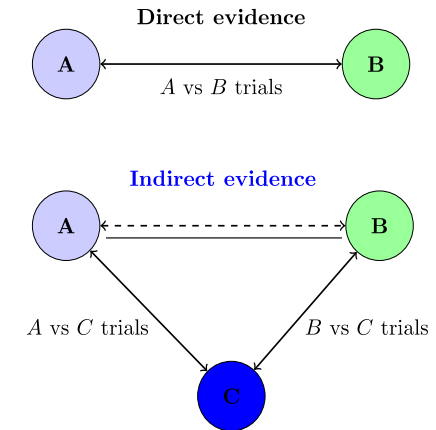 Direct evidence
A
B
A vs B trials
Indirect evidence
A
B
A vs C trials
B vs C trials
C